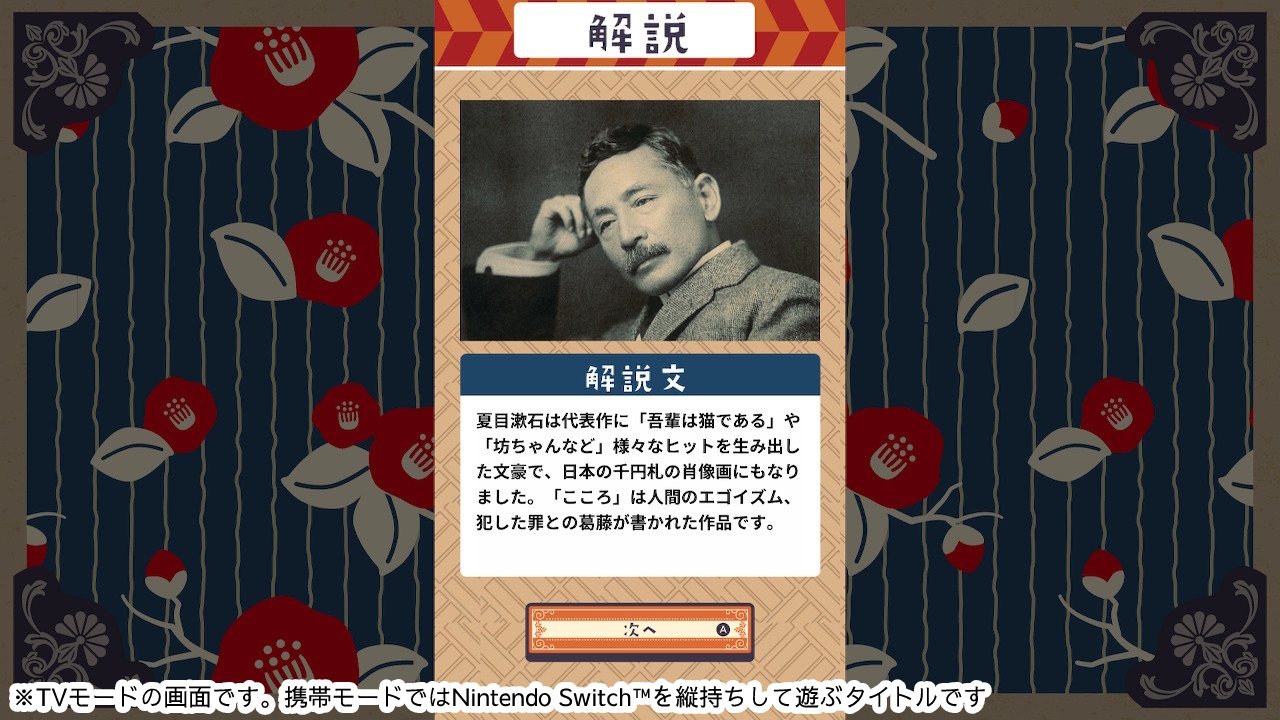 解説
解説文
夏目漱石は代表作に「吾輩は猫である」や
「坊ちゃんなど」様々なヒットを生み出し
た文豪で、日本の千円札の肖像画にもなり
ました。「こころ」は人間のエゴイズム、
犯した罪との葛藤が書かれた作品です。
次へ A
※TVモードの画面です。携帯モードではNintendo Switch™を縦持ちして遊ぶタイトルです